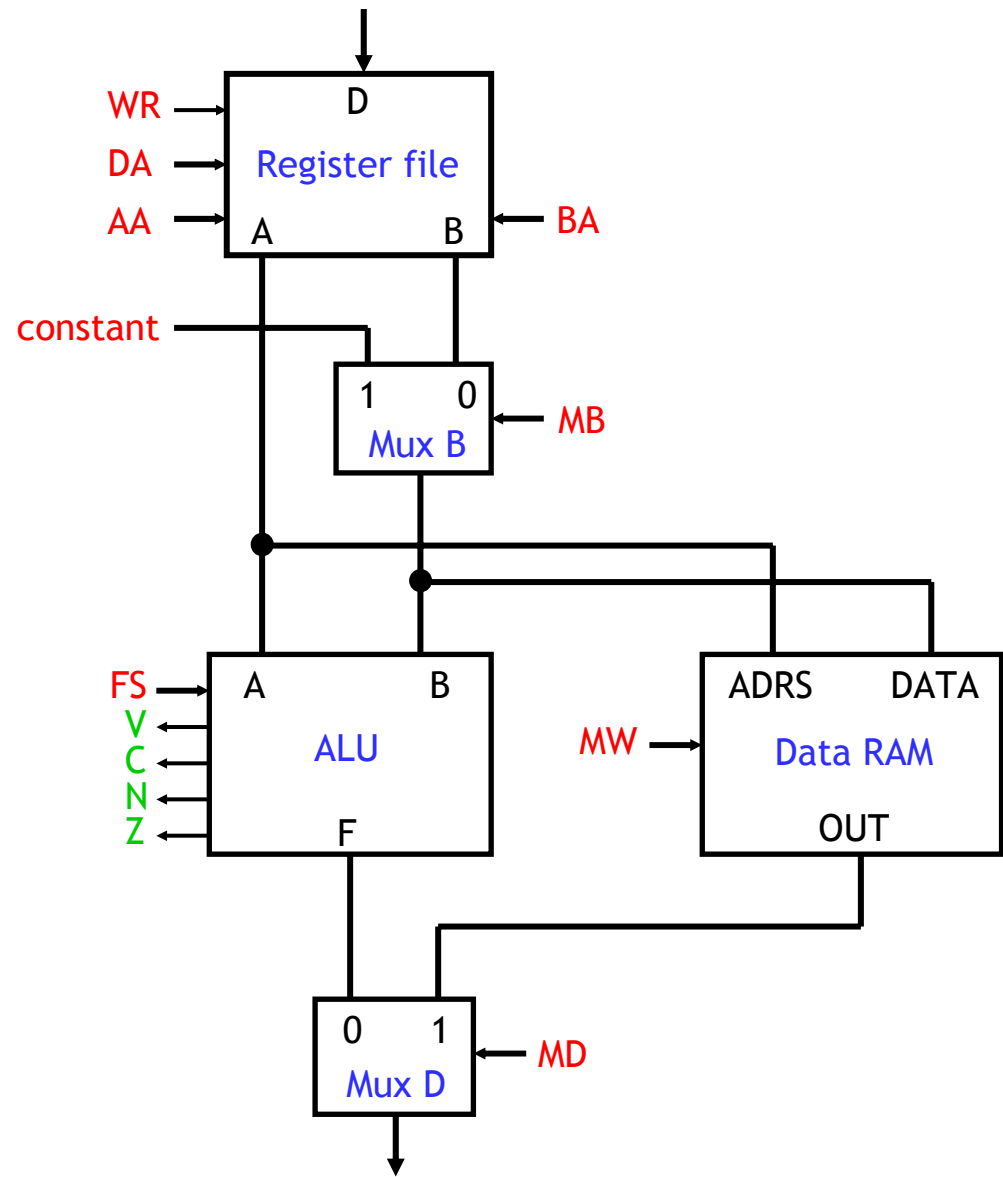 D
WR
Register file
DA
AA
A
B
BA
constant
1 0
MB
Mux B
FS
A B
ADRS DATA
V
ALU
MW
Data RAM
C
N
Z
F
OUT
0 1
MD
Mux D